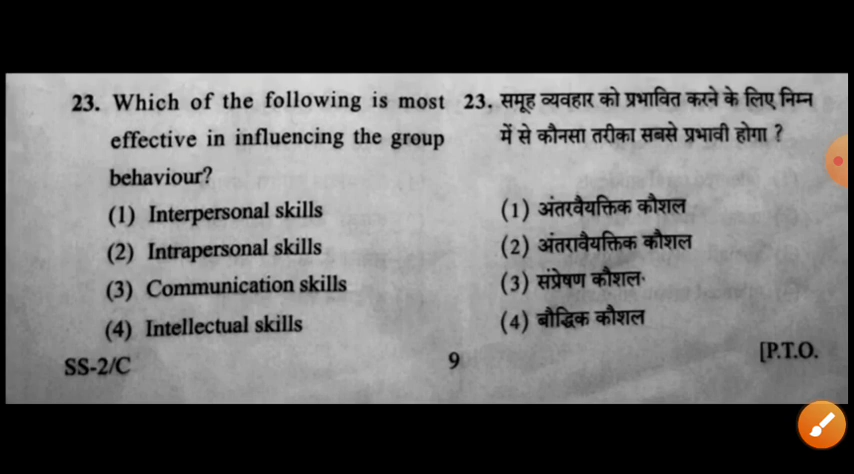 23. Which of the following is most
effective in influencing the group
behaviour?
(1) Interpersonal skills
(2) Intrapersonal skills
(3) Communication skills
(4) Intellectual skills
23. समूह व्यवहार को प्रभावित करने के लिए निम्न
में से कौनसा तरीका सबसे प्रभावी होगा ?
(1) अंतरवैयक्तिक कौशल
(2) अंतरावैयक्तिक कौशल
(3) संप्रेषण कौशल
(4) बौद्धिक कौशल
SS-2/C 9 [P.T.O.